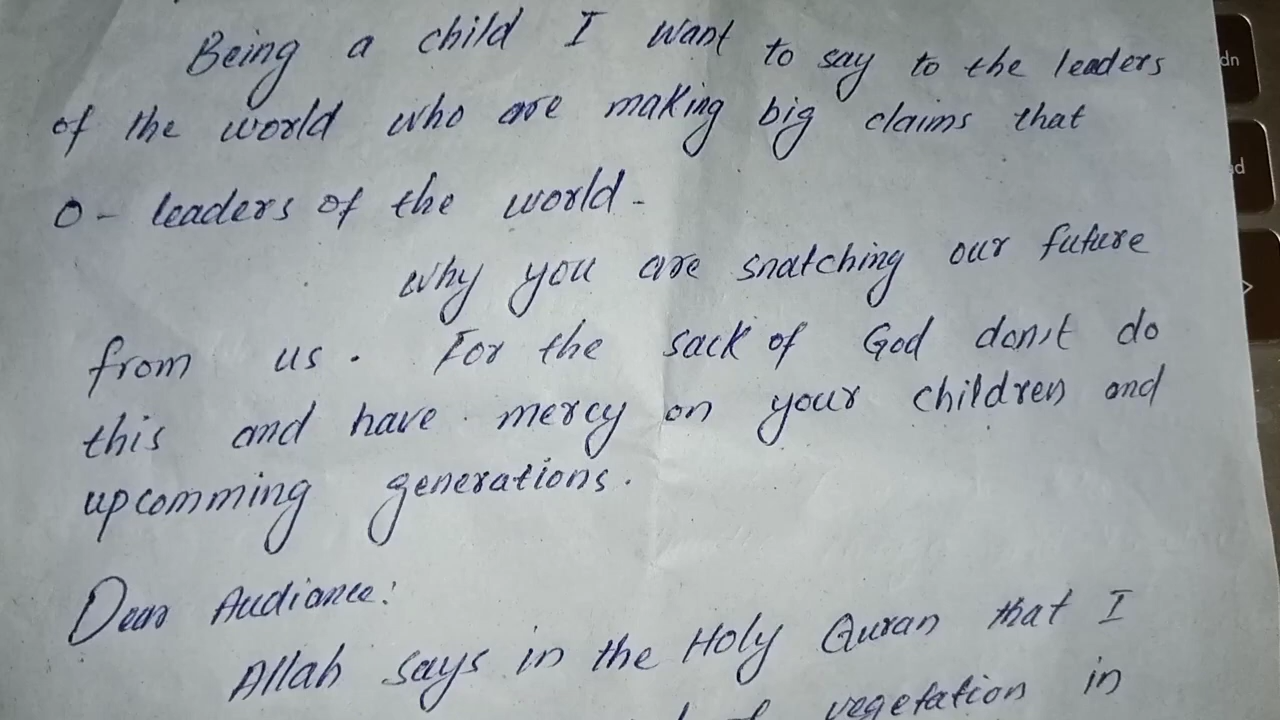 Being a child I want to say to the leaders
of the world who are making big claims that
O- leaders of the world -
why you are snatching our future
from us. For the sack of God don't do
this and have mercy on your children and
upcomming generations.
Dear Audiance:
Allah says in the Holy Quran that I
vegetation in
dn
d